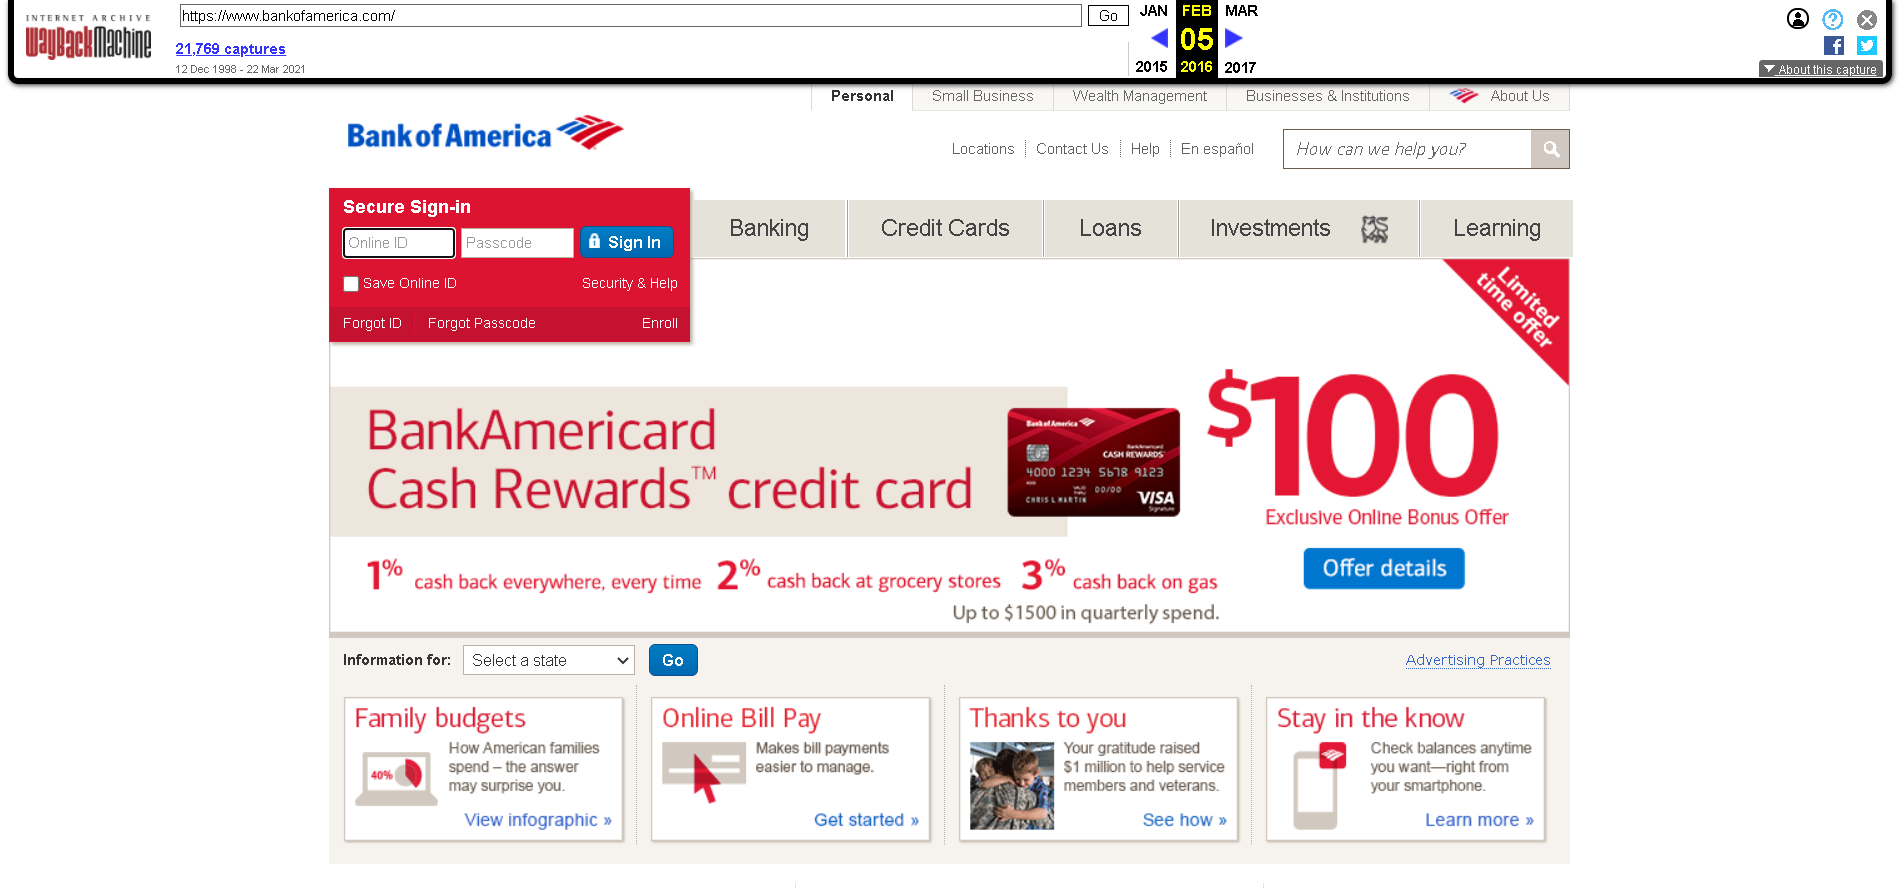 INTERNET ARCHIVE
WayBackMachine
https://www.bankofamerica.com/
Go
JAN
FEB
MAR
21,769 captures
05
12 Dec 1998 - 22 Mar 2021
2015
2016
2017
About this capture
Personal
Small Business
Wealth Management
Businesses & Institutions
About Us
Bank of America
Locations
Contact Us
Help
En español
How can we help you?
Secure Sign-in
Online ID
Passcode
Sign In
Save Online ID
Security & Help
Forgot ID
Forgot Passcode
Enroll
Banking
Credit Cards
Loans
Investments
Learning
Limited
time offer
BankAmericard
Cash Rewards™ credit card
Bank of America
BankAmericard
CASH REWARDS
4000 1234 5678 9123
4000
VALID
THRU
00/00
CHRIS L MARTIN
VISA
Signature
$100
Exclusive Online Bonus Offer
Offer details
1% cash back everywhere, every time
2% cash back at grocery stores
3% cash back on gas
Up to $1500 in quarterly spend.
Information for:
Select a state
Go
Advertising Practices
Family budgets
40%
How American families
spend – the answer
may surprise you.
View infographic »
Online Bill Pay
Makes bill payments
easier to manage.
Get started »
Thanks to you
Your gratitude raised
$1 million to help service
members and veterans.
See how »
Stay in the know
Check balances anytime
you want—right from
your smartphone.
Learn more »